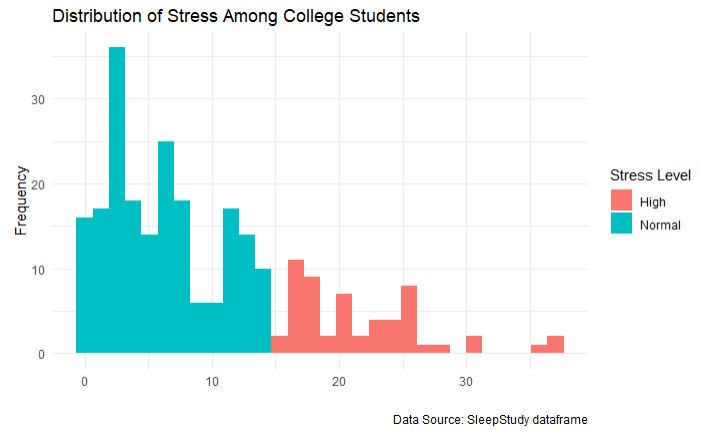 Distribution of Stress Among College Students
30
20
10
0
Frequency
0 10 20 30
Stress Level
High
Normal
Data Source: SleepStudy dataframe